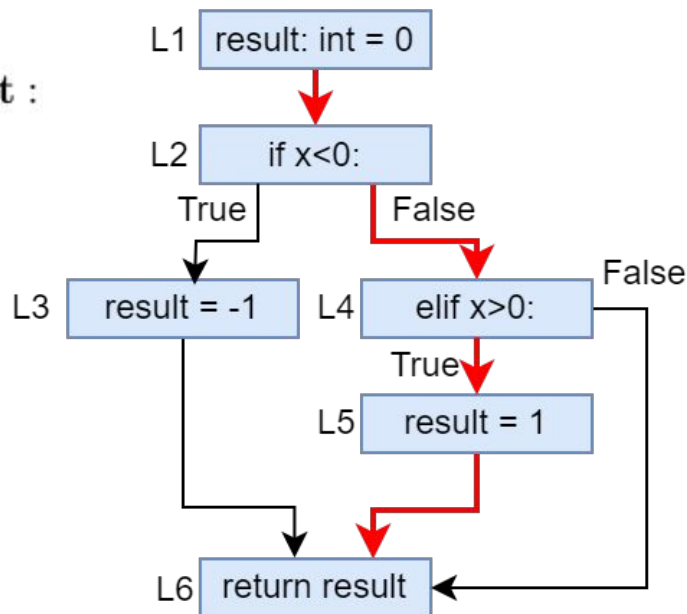 L1 result: int = 0
t :
L2 if x<0:
True False
False
L3 result = -1 L4 elif x>0:
True
L5 result = 1
L6 return result